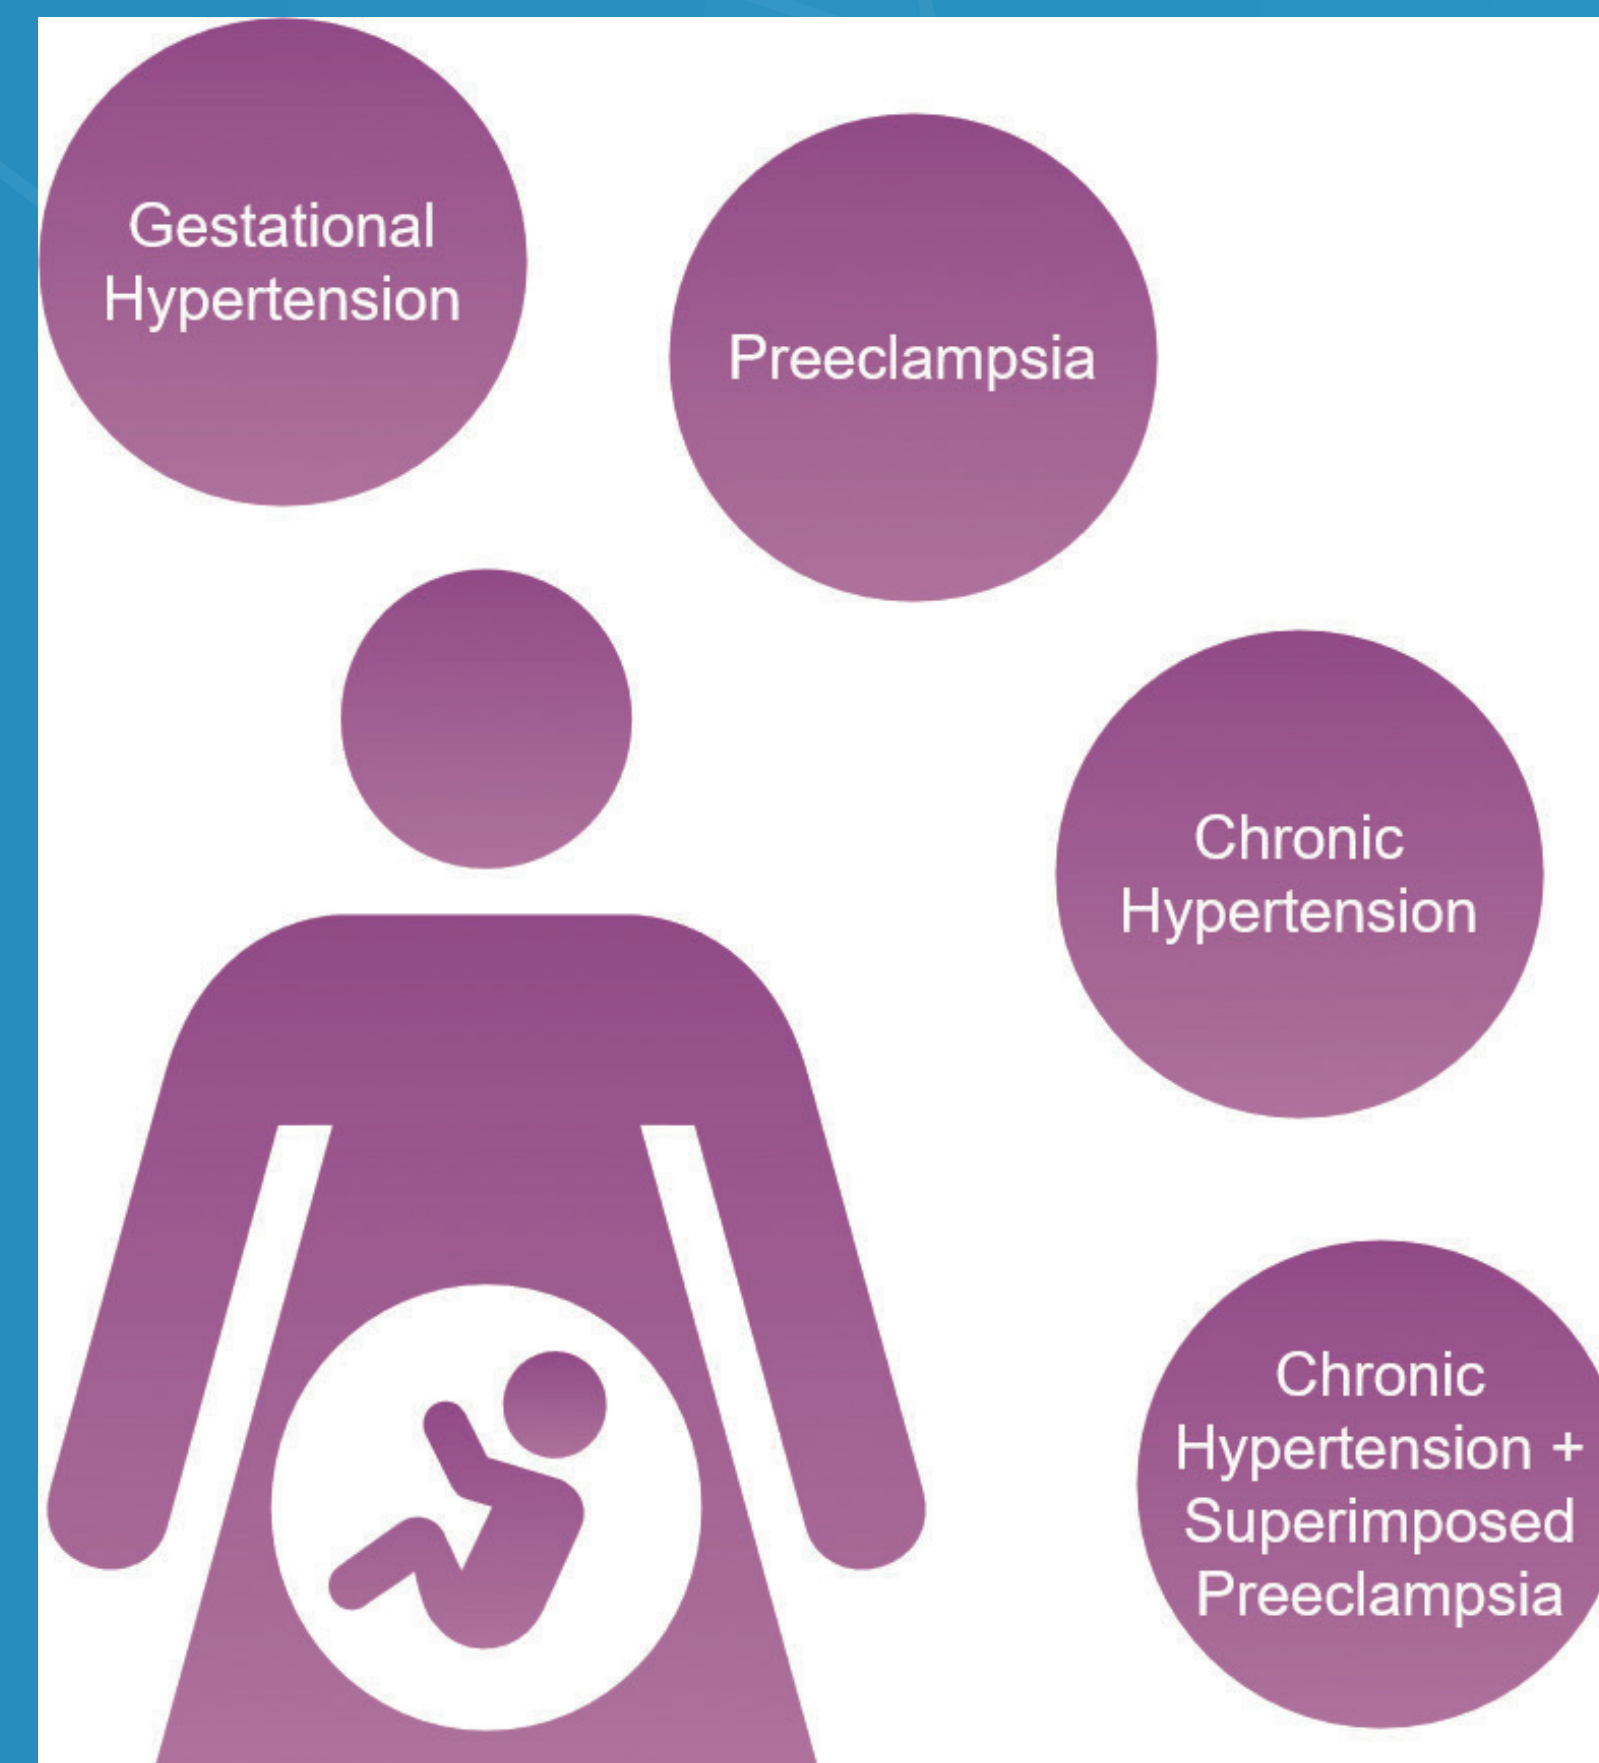 Gestational
Hypertension
Preeclampsia
Chronic
Hypertension
Chronic
Hypertension +
Superimposed
Preeclampsia